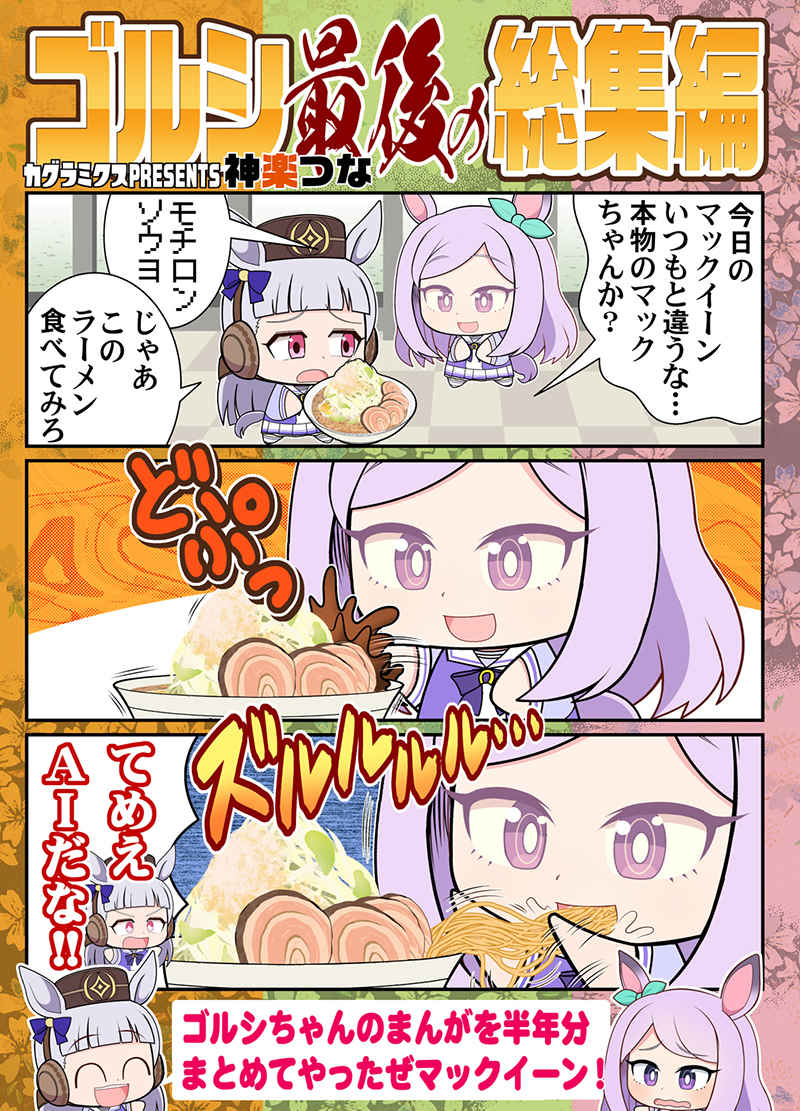 ゴルシ最後の総集編
カグラミクスPRESENTS 神楽つな
今日の
マックイーン
いつもと違うな…
本物のマック
ちゃんか？
モチロン
ソウヨ
じゃあ
この
ラーメン
食べてみろ
どぷっ
ズルルルル…
てめえ
AIだな!!
ゴルシちゃんのまんがを半年分
まとめてやったぜマックイーン！